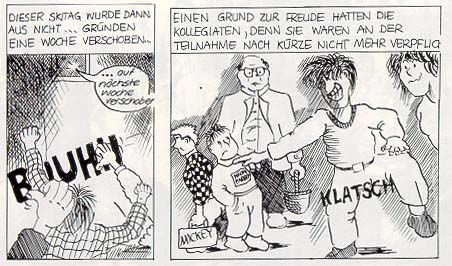 DIESER SKITAG WURDE DANN
AUS NICHT... GRÜNDEN
EINE WOCHE VERSCHOBEN...
...auf
nächste
Woche
verschoben
BUUH!!
EINEN GRUND ZUR FREUDE HATTEN DIE
KOLLEGIATEN, DENN SIE WAREN AN DER
TEILNAHME NACH KÜRZE NICHT MEHR VERPFLIG
MICKEY
KLATSCH